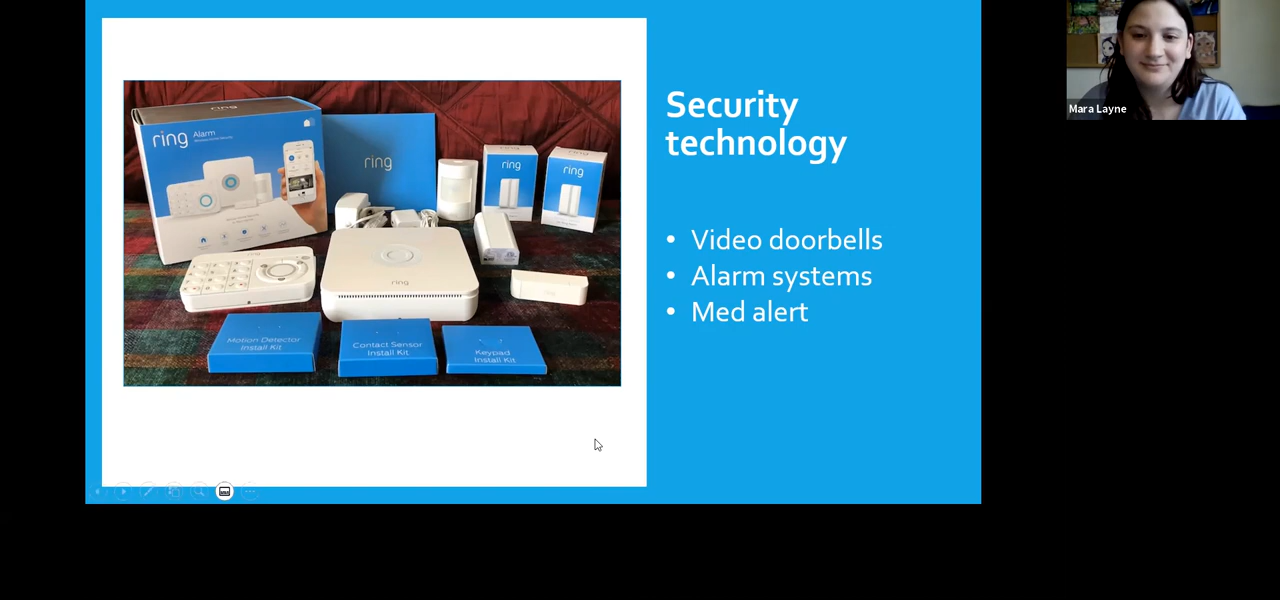 ring
Alarm
ring
ring
ring
ring
ring
Motion Detector
Install Kit
Contact Sensor
Install Kit
Keypad
Install Kit
Security
technology
• Video doorbells
• Alarm systems
• Med alert
Mara Layne